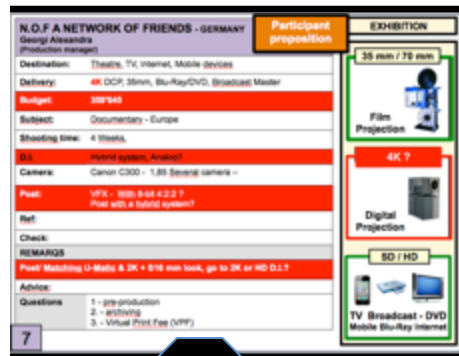 N.O.F A NETWORK OF FRIENDS - GERMANY
Georgi Alexandra
(Production manager)
Participant
proposition
Destination: Theatre, TV, Internet, Mobile devices
Delivery: 4K DCP, 35mm, Blu-Ray/DVD, Broadcast Master
Budget:
Subject: Documentary - Europe
Shooting time: 4 Weeks,
D.I. Hybrid system, Analog?
Camera: Canon C300 - 1,85 Several camera –
Post: VFX - With 8-bit 4:2:2 ?
Post with a hybrid system?
Ref:
Check:
REMARQS
Post/ Matching U-Matic & 2K + S16 mm look, go to 2K or HD D.I.?
Advice:
Questions 1 - pre-production
2. - archiving
3. - Virtual Print Fee (VPF)
7
EXHIBITION
35 mm / 70 mm
Film
Projection
4K ?
Digital
Projection
SD / HD
TV Broadcast - DVD
Mobile Blu-Ray Internet